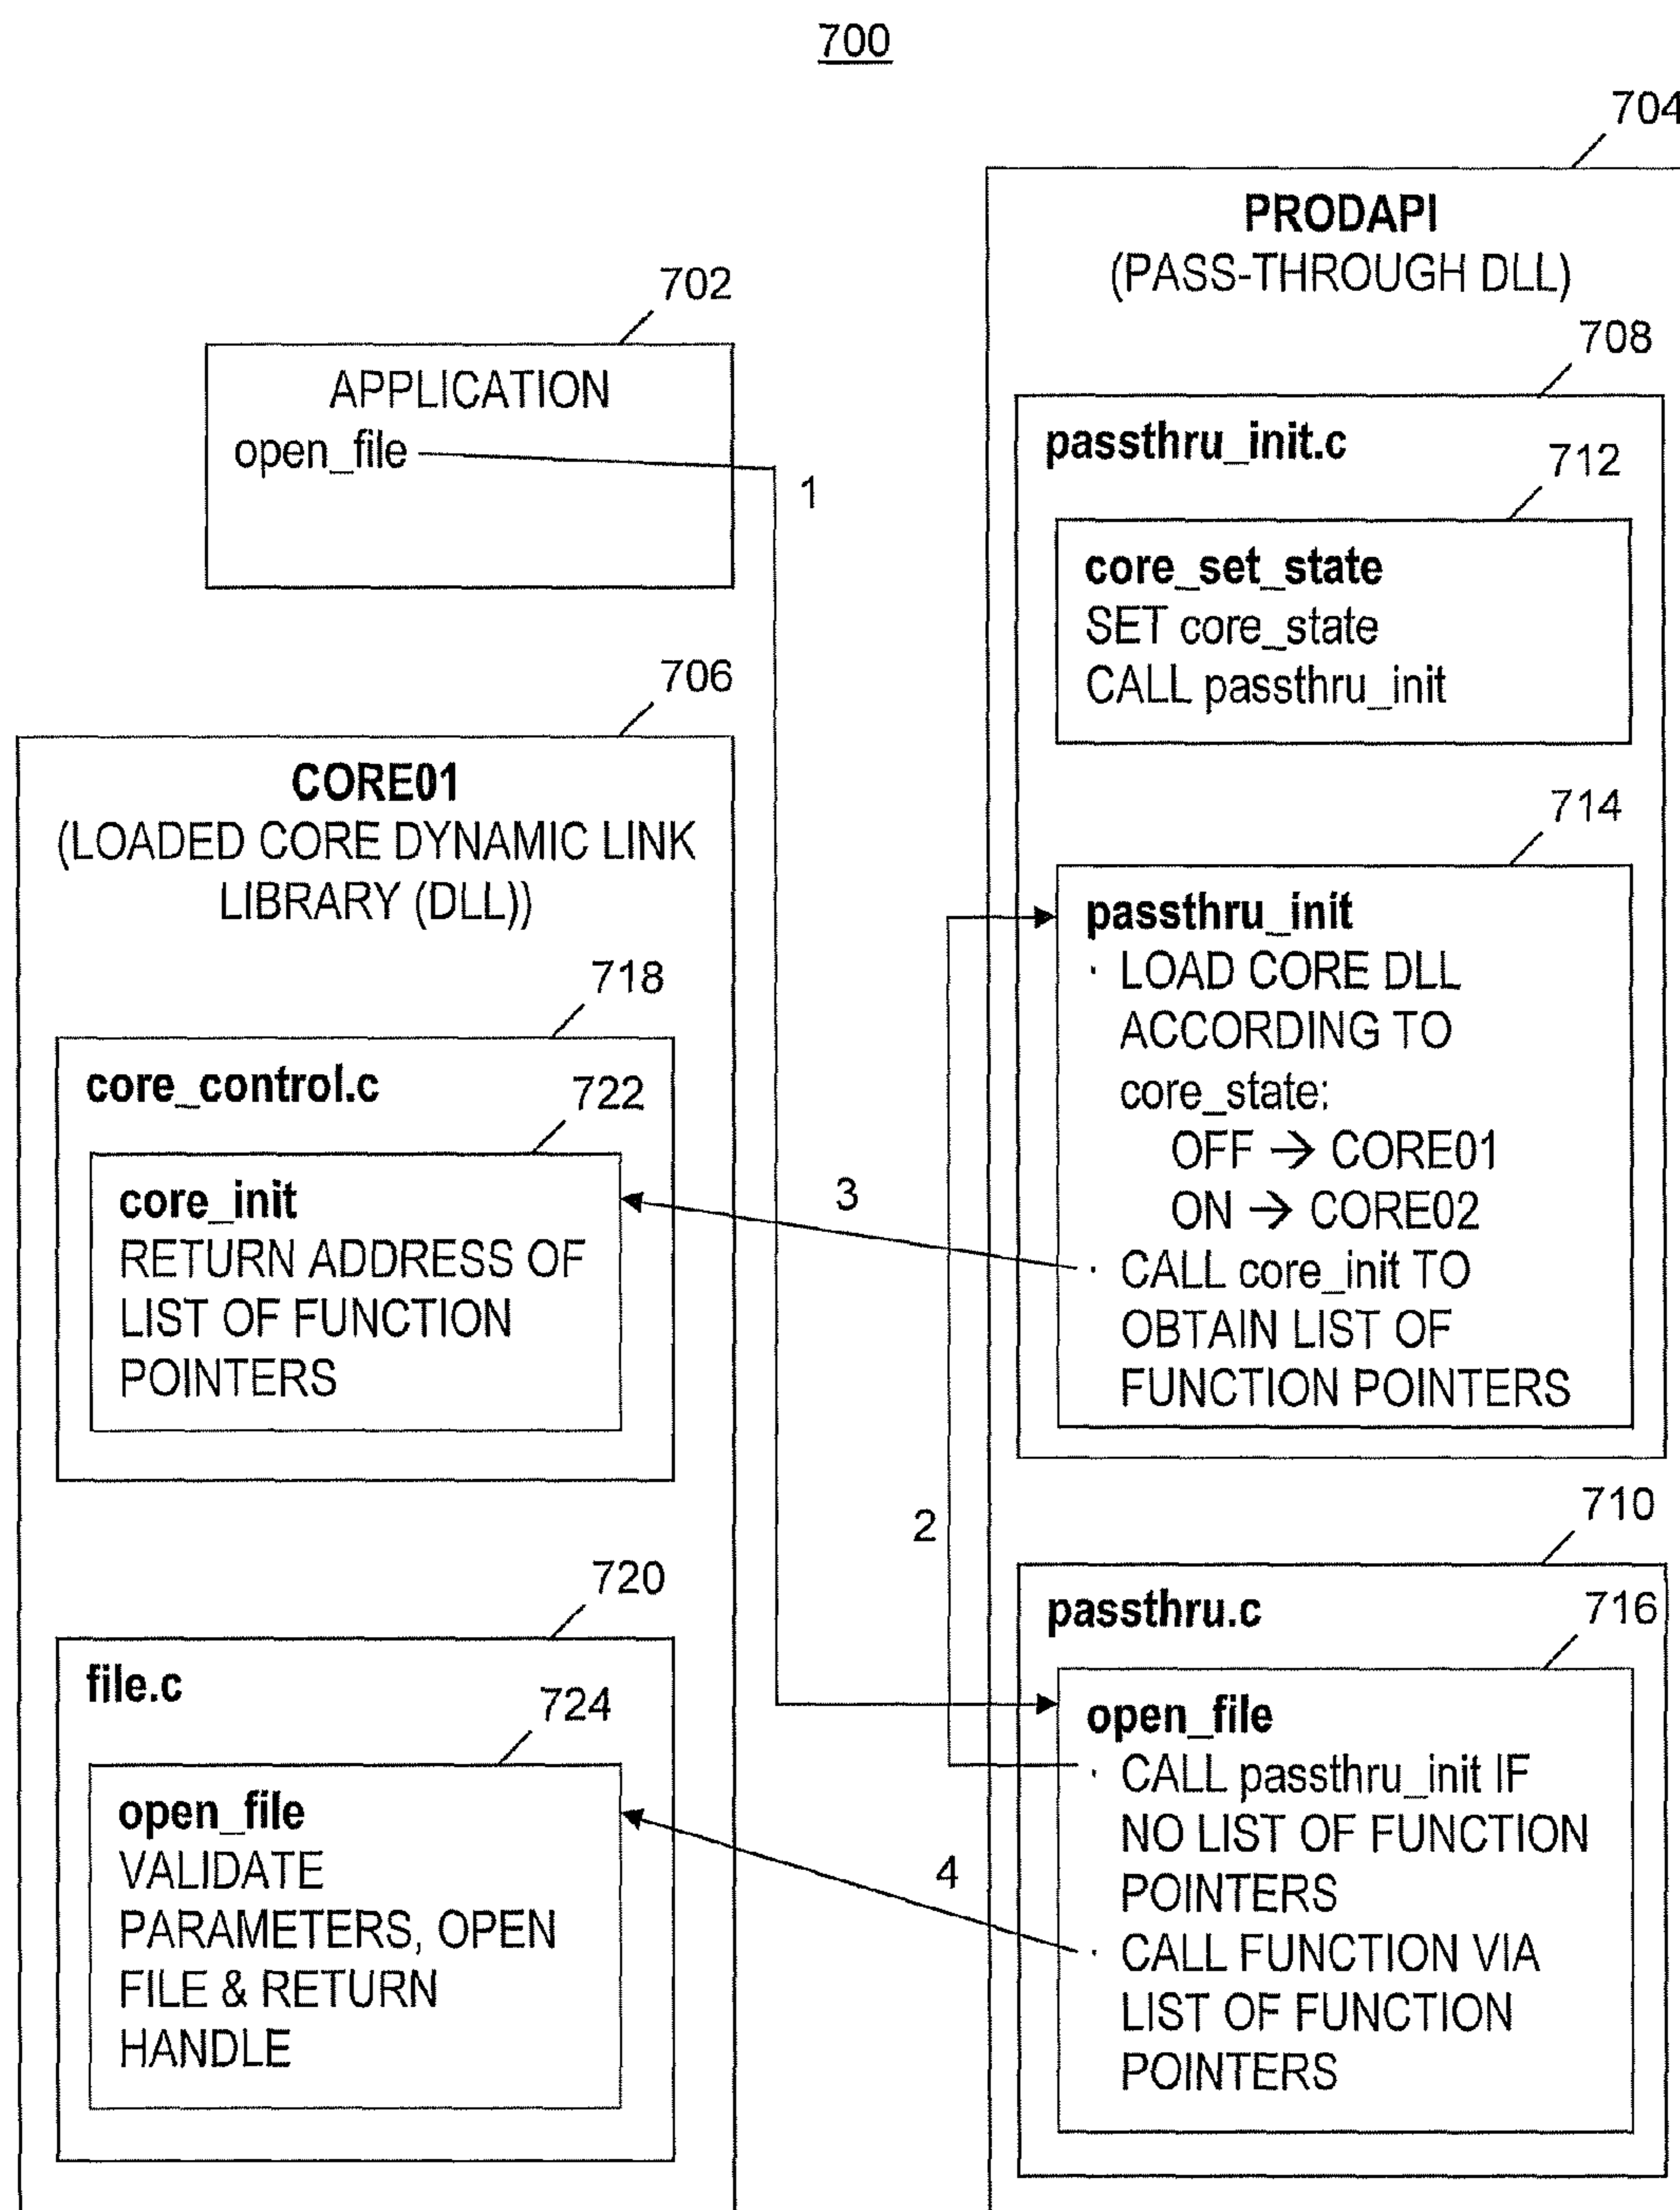 700
704
PRODAPI
(PASS-THROUGH DLL)
702
APPLICATION
open_file
1
708
passthru_init.c
712
core_set_state
SET core_state
CALL passthru_init
706
CORE01
(LOADED CORE DYNAMIC LINK
LIBRARY (DLL))
714
passthru_init
· LOAD CORE DLL
ACCORDING TO
core_state:
OFF → CORE01
ON → CORE02
· CALL core_init TO
OBTAIN LIST OF
FUNCTION POINTERS
718
core_control.c
722
core_init
RETURN ADDRESS OF
LIST OF FUNCTION
POINTERS
3
2
710
passthru.c
716
open_file
· CALL passthru_init IF
NO LIST OF FUNCTION
POINTERS
· CALL FUNCTION VIA
LIST OF FUNCTION
POINTERS
720
file.c
724
open_file
VALIDATE
PARAMETERS, OPEN
FILE & RETURN
HANDLE
4